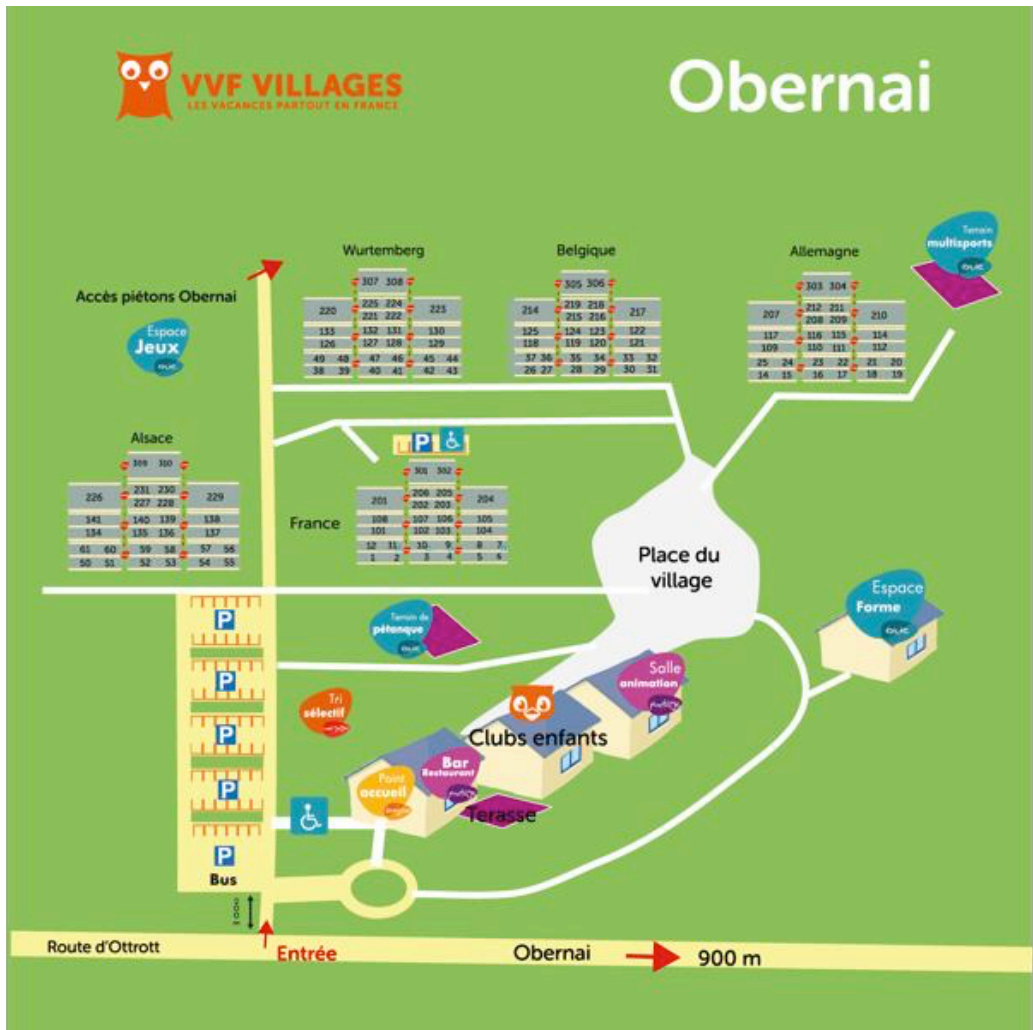 VVF VILLAGES
LES VACANCES PARTOUT EN FRANCE
Obernai
Wurtemberg
Belgique
Allemagne
Terrain
multisports
Accès piétons Obernai
Espace
Jeux
307 308
225 224
220 221 222 223
133 132 131 130
126 127 128 129
49 48 47 46 45 44
38 39 40 41 42 43
305 306
219 218
214 215 216 217
125 124 123 122
118 119 120 121
37 36 35 34 33 32
26 27 28 29 30 31
303 304
212 211
207 208 209 210
117 116 115 114
109 110 111 112
25 24 23 22 21 20
14 15 16 17 18 19
Alsace
309 310
231 230
226 227 228 229
141 140 139 138
134 135 136 137
61 60 59 58 57 56
50 51 52 53 54 55
P
France
301 302
206 205
201 202 203 204
108 107 106 105
101 102 103 104
12 11 10 9 8 7
1 2 3 4 5 6
Place du
village
Espace
Forme
Terrain de
pétanque
P
P
P
P
P
Bus
Tri
sélectif
Salle
animation
Clubs enfants
Bar
Restaurant
Point
accueil
Terasse
Route d'Ottrott
Entrée
Obernai
900 m